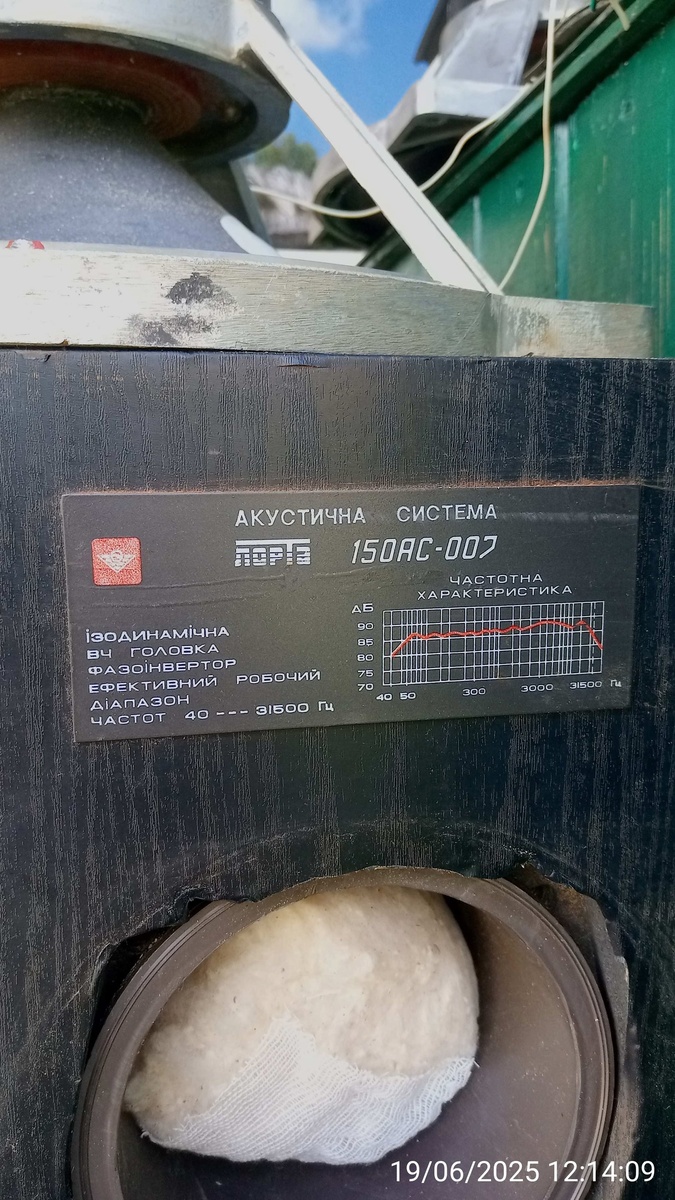 АКУСТИЧНА СИСТЕМА
ЛОРТА 150АС-007
ЧАСТОТНА
ХАРАКТЕРИСТИКА
ДБ
90
85
80
75
70
40 50 300 3000 31500 Гц
ІЗОДИНАМІЧНА
ВЧ ГОЛОВКА
ФАЗОІНВЕРТОР
ЕФЕКТИВНИЙ РОБОЧИЙ
ДІАПАЗОН
ЧАСТОТ 40 --- 31500 Гц
19/06/2025 12:14:09